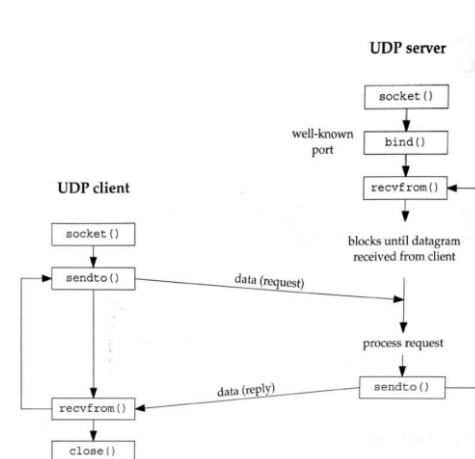 UDP server
socket()
well-known
port
bind()
recvfrom()
UDP client
blocks until datagram
received from client
socket()
sendto()
data (request)
process request
data (reply)
sendto()
recvfrom()
close()